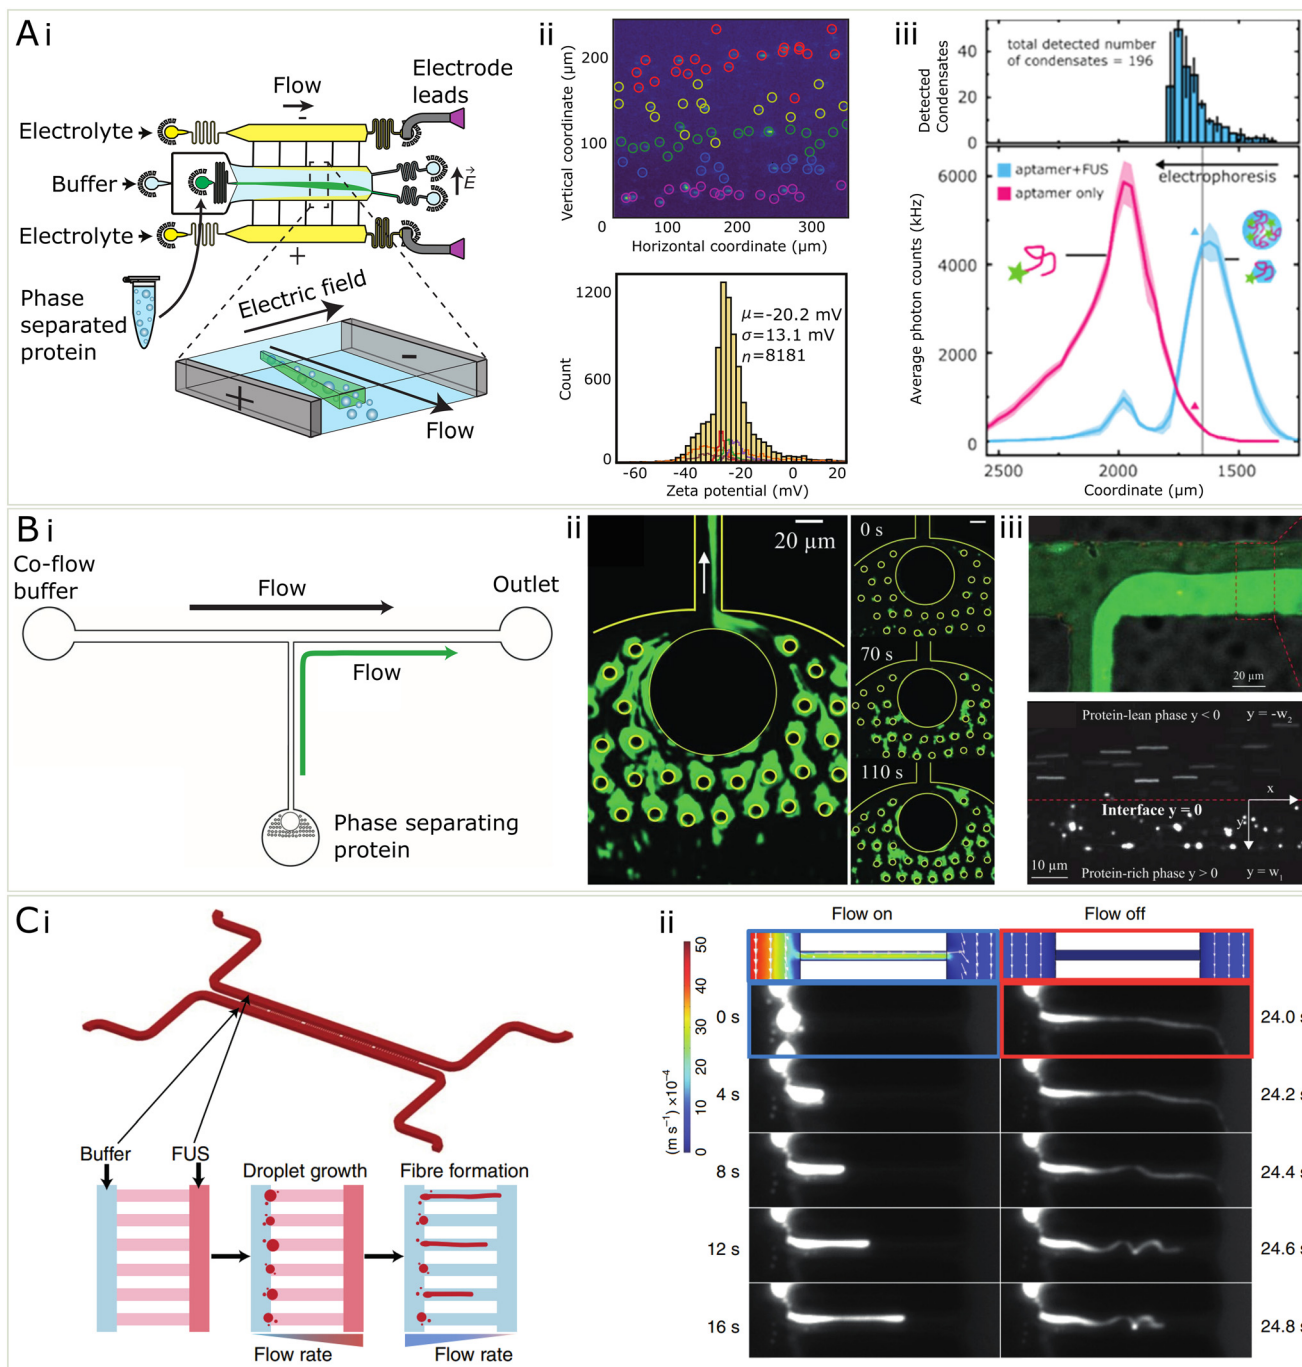 A i
Flow
-
Electrode
leads
Electrolyte
Buffer
E
Electrolyte
+
Phase
separated
protein
Electric field
-
+
Flow
ii
Vertical coordinate (µm)
200
100
0
0
100
200
300
Horizontal coordinate (µm)
Count
1200
600
0
µ=-20.2 mV
σ=13.1 mV
n=8181
-60
-40
-20
0
20
Zeta potential (mV)
iii
Detected
Condensates
40
20
0
total detected number
of condensates = 196
Average photon counts (kHz)
6000
4000
2000
0
aptamer+FUS
aptamer only
electrophoresis
2500
2000
1500
Coordinate (µm)
B i
Co-flow
buffer
Flow
Outlet
Flow
Phase separating
protein
ii
20 µm
0 s
70 s
110 s
iii
20 µm
Protein-lean phase y < 0
y = -w2
x
Interface y = 0
y
10 µm
Protein-rich phase y > 0
y = w1
C i
Buffer
FUS
Droplet growth
Fibre formation
Flow rate
Flow rate
ii
Flow on
Flow off
50
40
30
20
10
0
(m s⁻¹) ×10⁻⁴
0 s
24.0 s
4 s
24.2 s
8 s
24.4 s
12 s
24.6 s
16 s
24.8 s